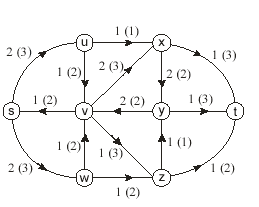 1 (1)
u
x
2 (3)
1 (3)
1 (2)
2 (3)
2 (2)
1 (2)
2 (2)
1 (3)
s
v
y
t
1 (2)
1 (3)
1 (1)
2 (3)
1 (2)
w
z
1 (2)